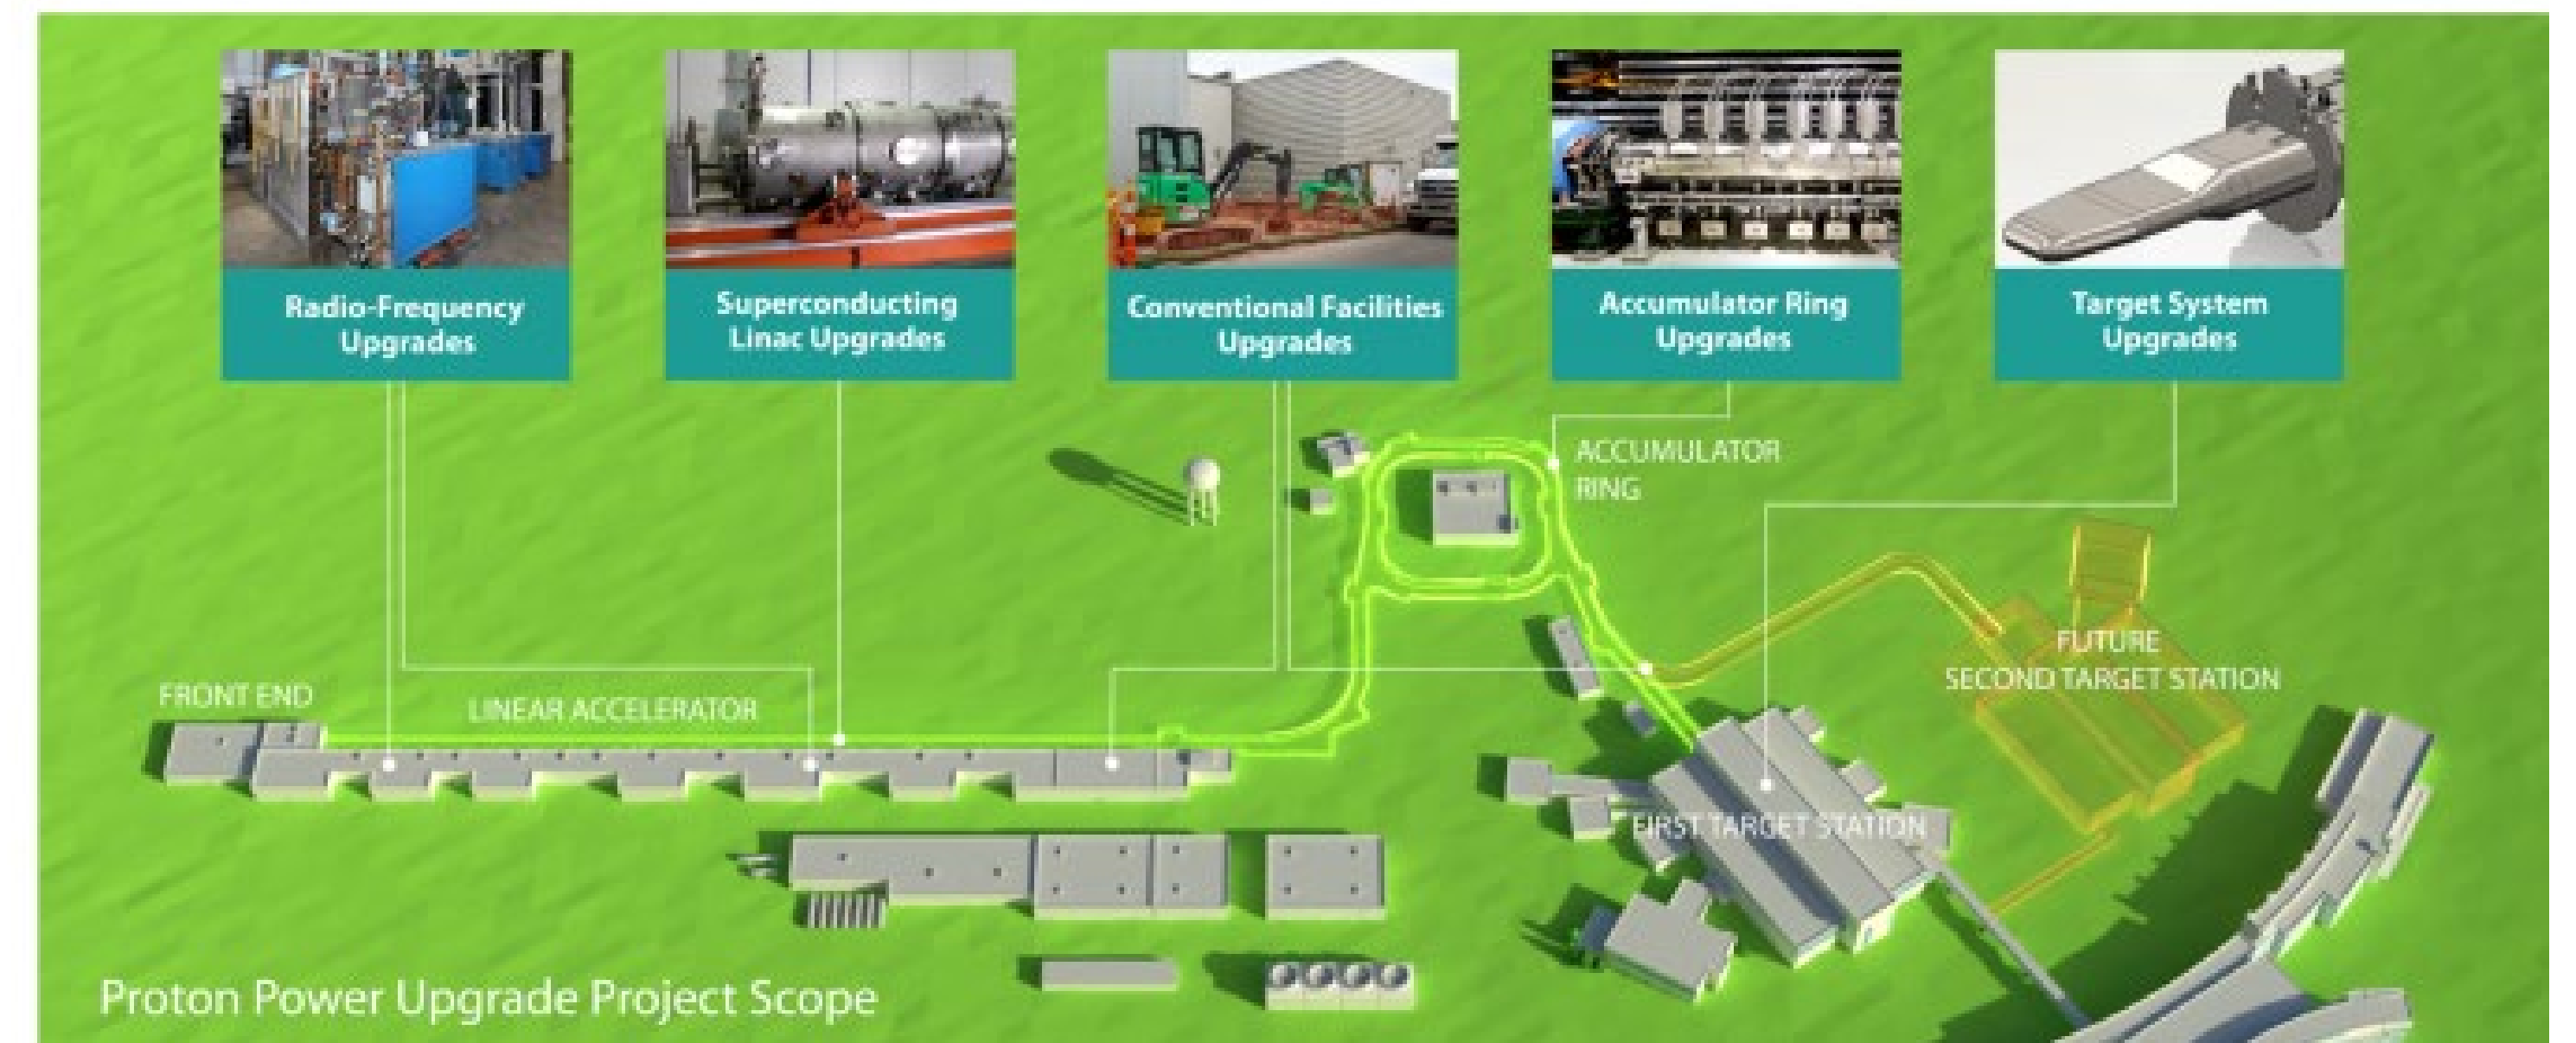 Radio-Frequency
Upgrades
Superconducting
Linac Upgrades
Conventional Facilities
Upgrades
Accumulator Ring
Upgrades
Target System
Upgrades
ACCUMULATOR
RING
FUTURE
SECOND TARGET STATION
FRONT END
LINEAR ACCELERATOR
FIRST TARGET STATION
Proton Power Upgrade Project Scope